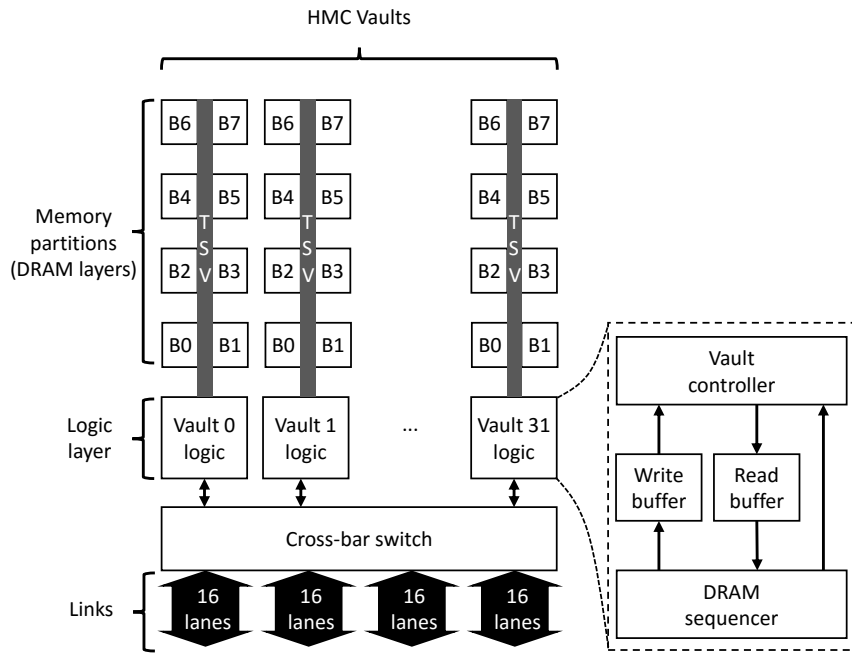 HMC Vaults
B6 B7 B6 B7 B6 B7
B4 B5 B4 B5 B4 B5
T T T
S S S
V V V
Memory
partitions
(DRAM layers)
B2 B3 B2 B3 B2 B3
B0 B1 B0 B1 B0 B1
Logic
layer
Vault 0
logic
Vault 1
logic
...
Vault 31
logic
Cross-bar switch
Links
16
lanes
16
lanes
16
lanes
16
lanes
Vault
controller
Write
buffer
Read
buffer
DRAM
sequencer